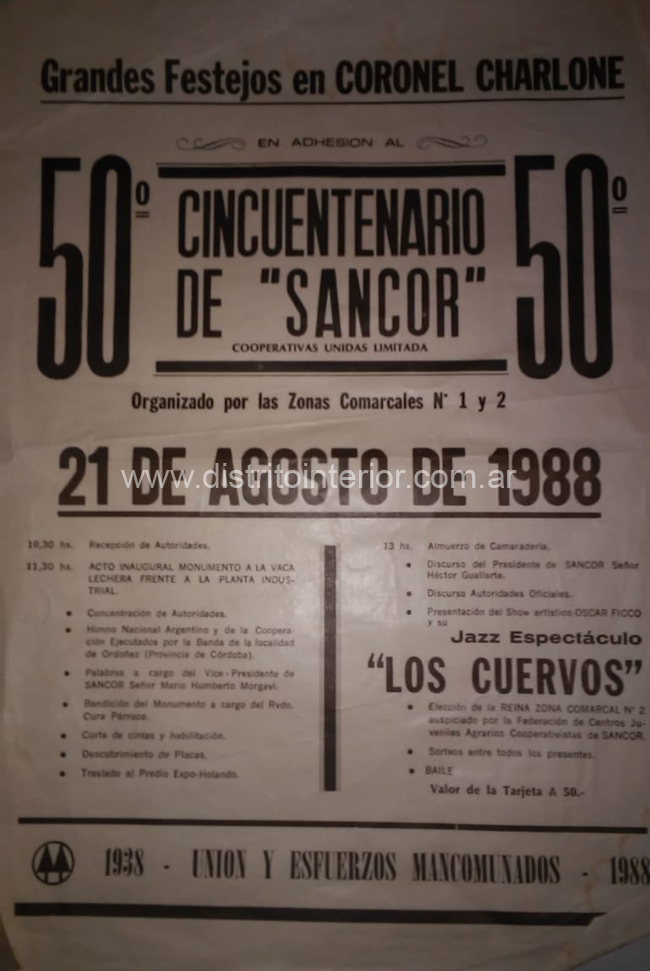 Grandes Festejos en CORONEL CHARLONE
EN ADHESION AL
50º CINCUENTENARIO 50º
DE "SANCOR"
COOPERATIVAS UNIDAS LIMITADA
Organizado por las Zonas Comarcales N° 1 y 2
www.distritointerior.com.ar
21 DE AGOSTO DE 1988
10,30 hs. Recepción de Autoridades.
11,30 hs. ACTO INAUGURAL MONUMENTO A LA VACA
LECHERA FRENTE A LA PLANTA INDUS-
TRIAL.
• Concentración de Autoridades.
• Himno Nacional Argentino y de la Coopera
ción Ejecutados por la Banda de la localidad
de Ordoñez (Provincia de Córdoba).
• Palabras a cargo del Vice-Presidente de
SANCOR Señor Mario Humberto Morgavi.
• Bendición del Monumento a cargo del Rvdo.
Cura Párroco.
• Corte de cintas y habilitación.
• Descubrimiento de Placas.
• Traslado al Predio Expo-Holando.
13 hs. Almuerzo de Camaradería.
• Discurso del Presidente de SANCOR Señor
Héctor Guallarte.
• Discurso Autoridades Oficiales.
• Presentación del Show artístico OSCAR FICCO
y su
Jazz Espectáculo
"LOS CUERVOS"
• Elección de la REINA ZONA COMARCAL Nº 2
auspiciado por la Federación de Centros Ju-
veniles Agrarios Cooperativistas de SANCOR.
• Sorteos entre todos los presentes.
• BAILE
Valor de la Tarjeta A 50.-
1938 - UNION Y ESFUERZOS MANCOMUNADOS - 1988